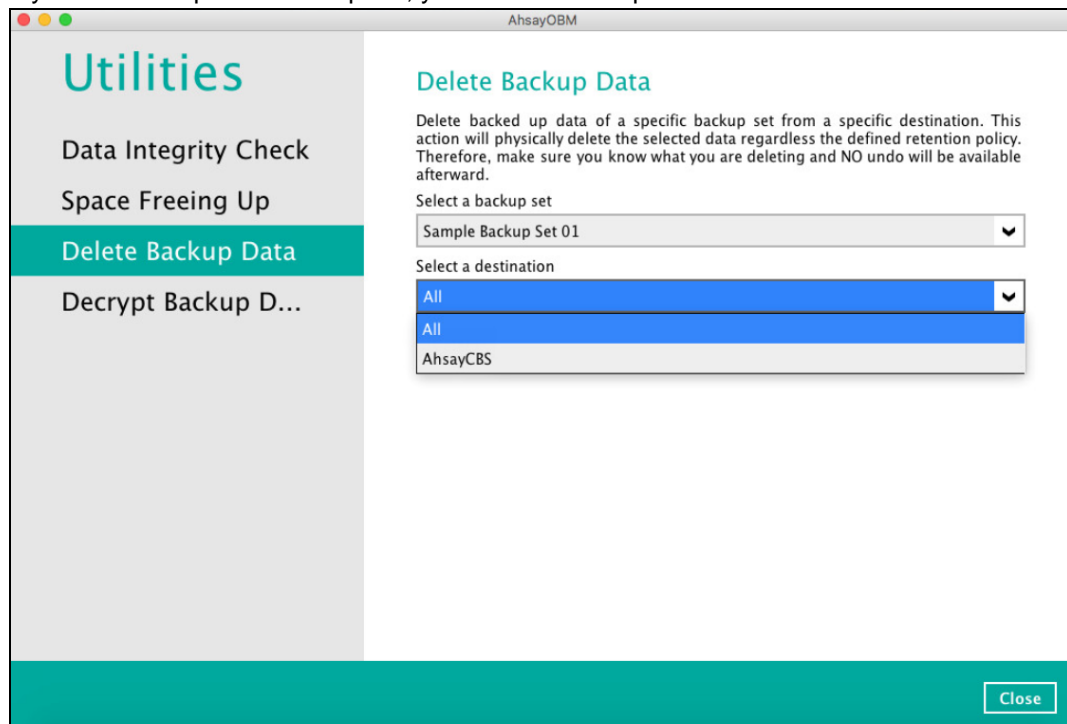 AhsayOBM
Utilities
Data Integrity Check
Space Freeing Up
Delete Backup Data
Decrypt Backup D...
Delete Backup Data
Delete backed up data of a specific backup set from a specific destination. This
action will physically delete the selected data regardless the defined retention policy.
Therefore, make sure you know what you are deleting and NO undo will be available
afterward.
Select a backup set
Sample Backup Set 01
Select a destination
All
All
AhsayCBS
Close